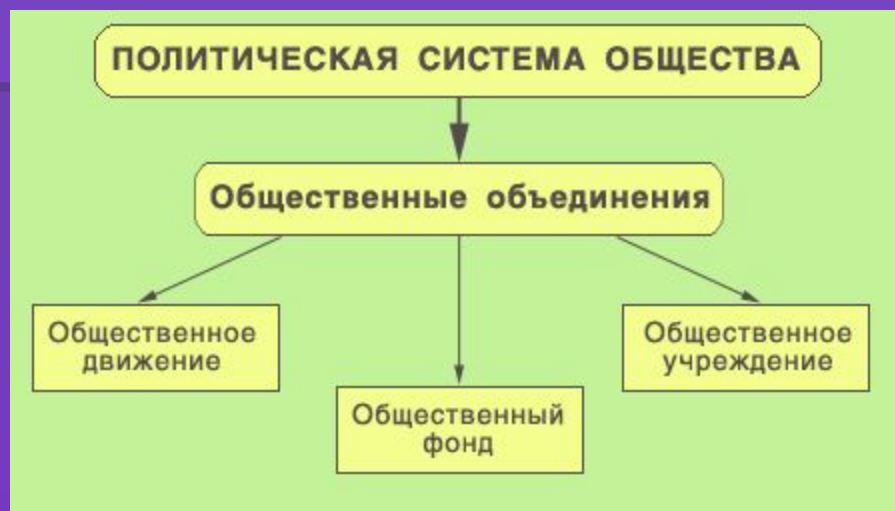 ПОЛИТИЧЕСКАЯ СИСТЕМА ОБЩЕСТВА
Общественные объединения
Общественное
движение
Общественный
фонд
Общественное
учреждение